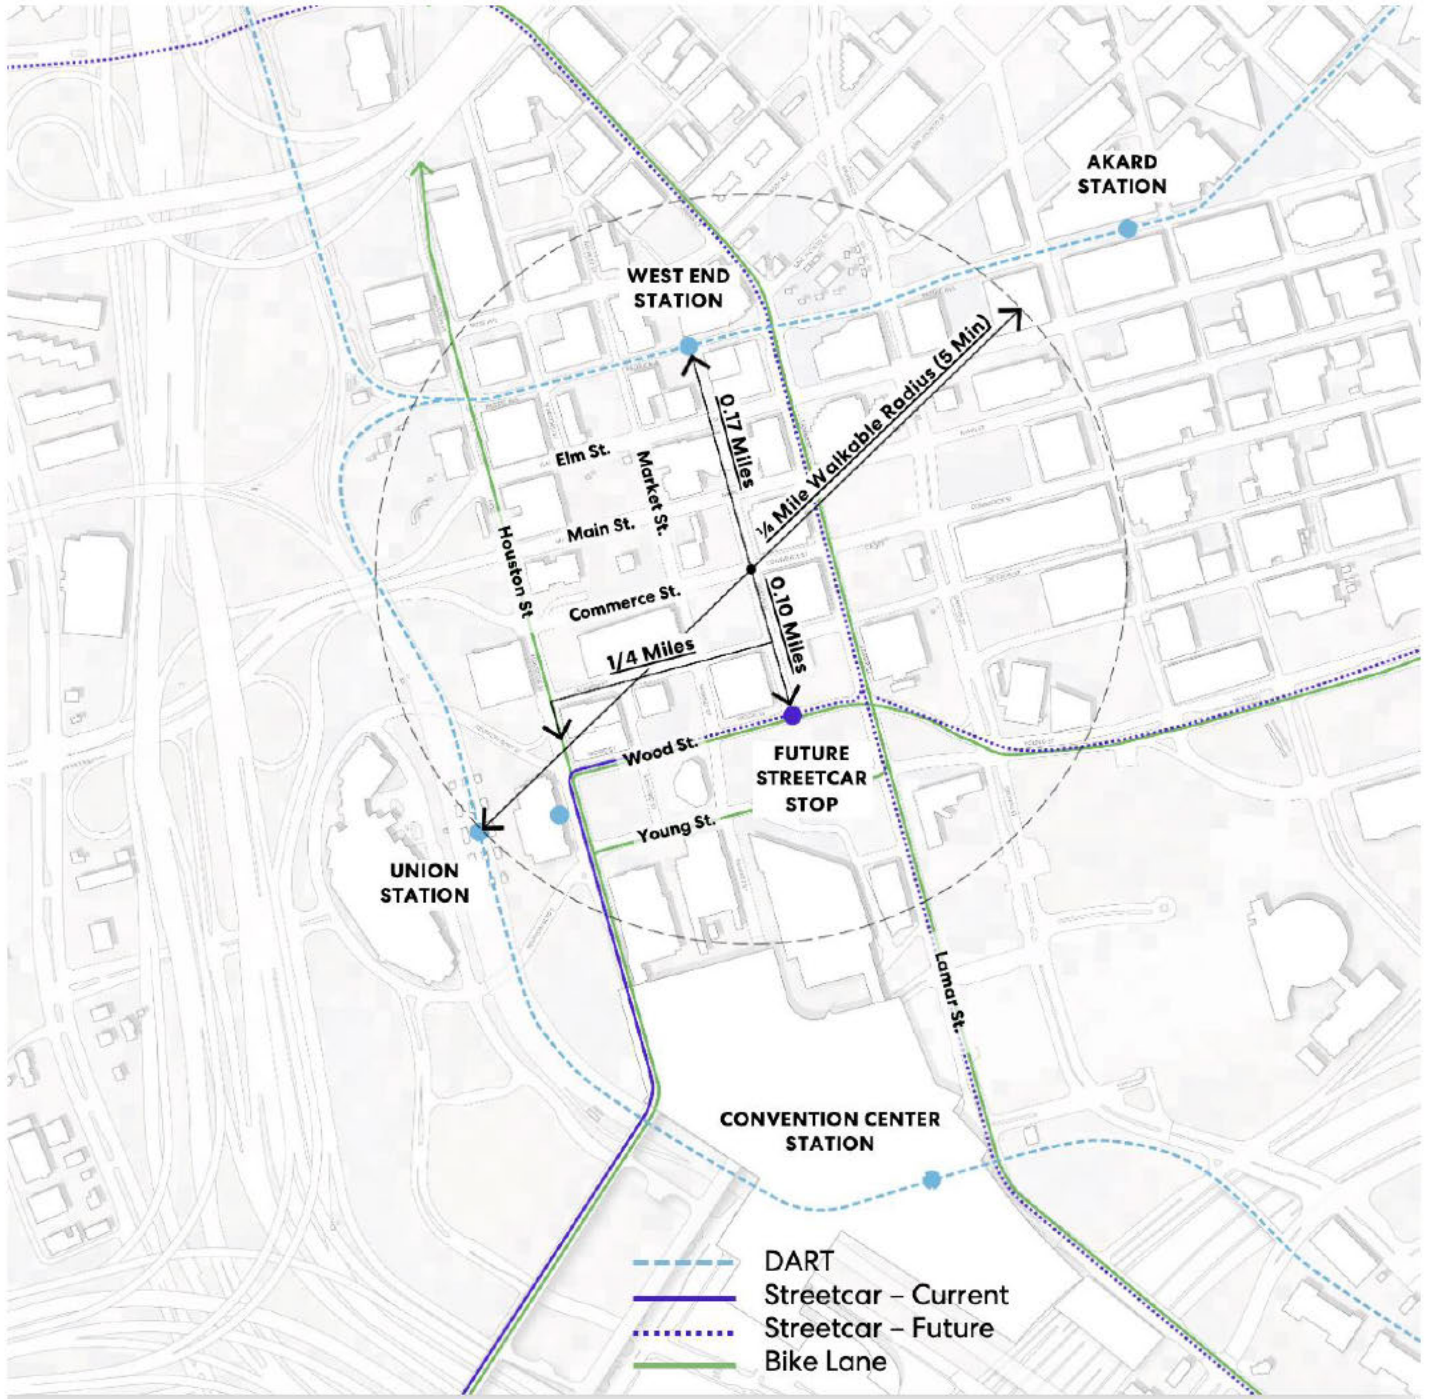 AKARD
STATION
WEST END
STATION
0.17 Miles
¼ Mile Walkable Radius (5 Min)
Elm St.
Market St.
Main St.
Houston St
Commerce St.
0.10 Miles
1/4 Miles
Wood St.
FUTURE
STREETCAR
STOP
Young St.
UNION
STATION
Lamar St.
CONVENTION CENTER
STATION
DART
Streetcar – Current
Streetcar – Future
Bike Lane